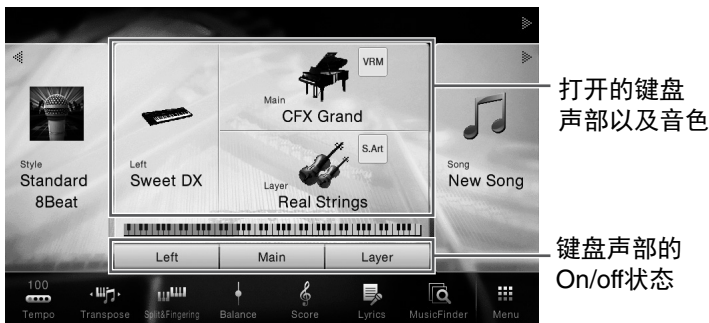 VRM
Main
CFX Grand
S.Art
Style
Standard
8Beat
Left
Sweet DX
Layer
Real Strings
Song
New Song
Left
Main
Layer
100
Tempo
Transpose
Split&Fingering
Balance
Score
Lyrics
MusicFinder
Menu
打开的键盘
声部以及音色
键盘声部的
On/off状态